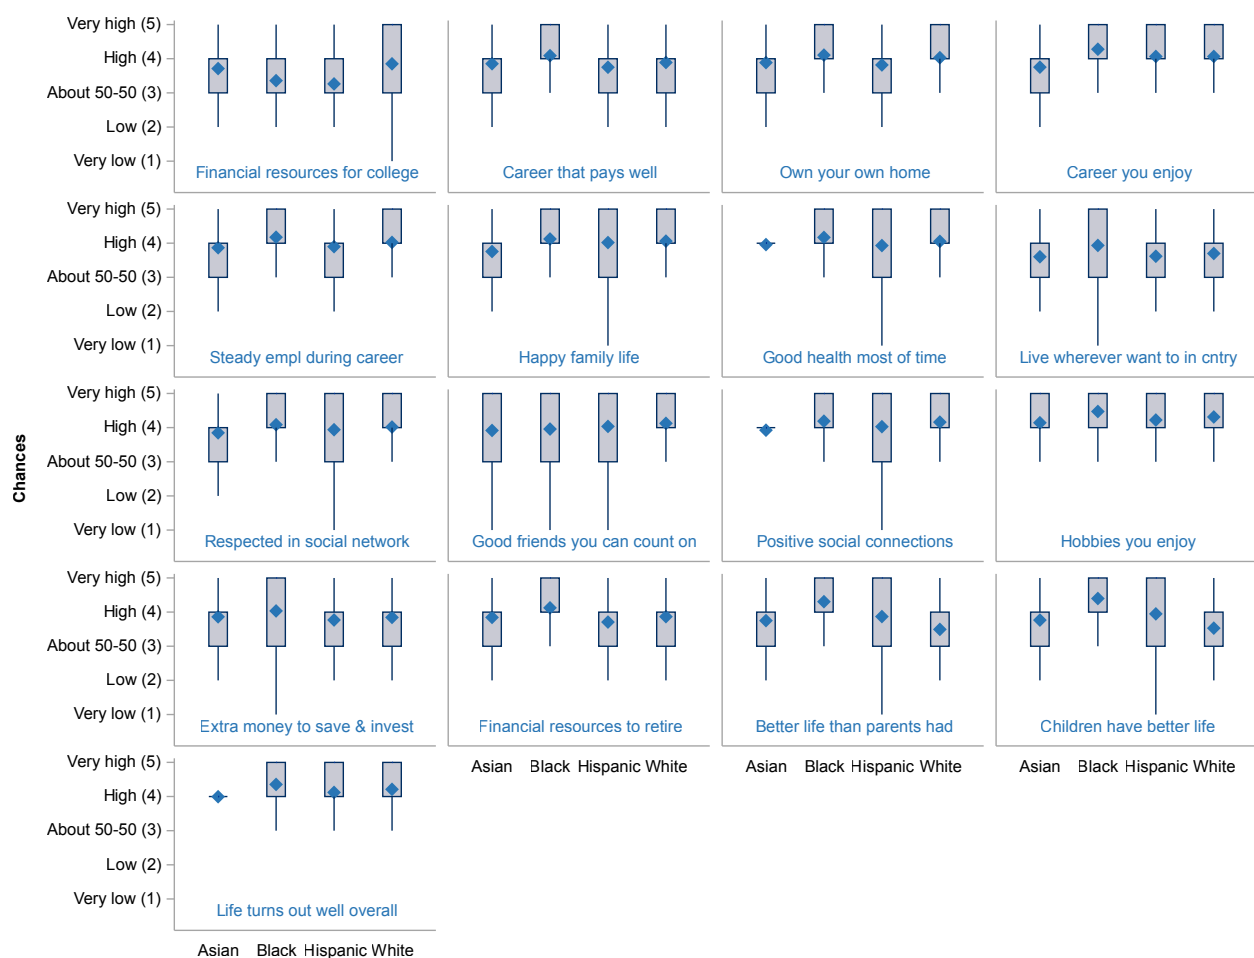 Chances
Very high (5)
High (4)
About 50-50 (3)
Low (2)
Very low (1)
Financial resources for college
Career that pays well
Own your own home
Career you enjoy
Very high (5)
High (4)
About 50-50 (3)
Low (2)
Very low (1)
Steady empl during career
Happy family life
Good health most of time
Live wherever want to in cntry
Very high (5)
High (4)
About 50-50 (3)
Low (2)
Very low (1)
Respected in social network
Good friends you can count on
Positive social connections
Hobbies you enjoy
Very high (5)
High (4)
About 50-50 (3)
Low (2)
Very low (1)
Extra money to save & invest
Financial resources to retire
Better life than parents had
Children have better life
Asian Black Hispanic White
Asian Black Hispanic White
Asian Black Hispanic White
Very high (5)
High (4)
About 50-50 (3)
Low (2)
Very low (1)
Life turns out well overall
Asian Black Hispanic White